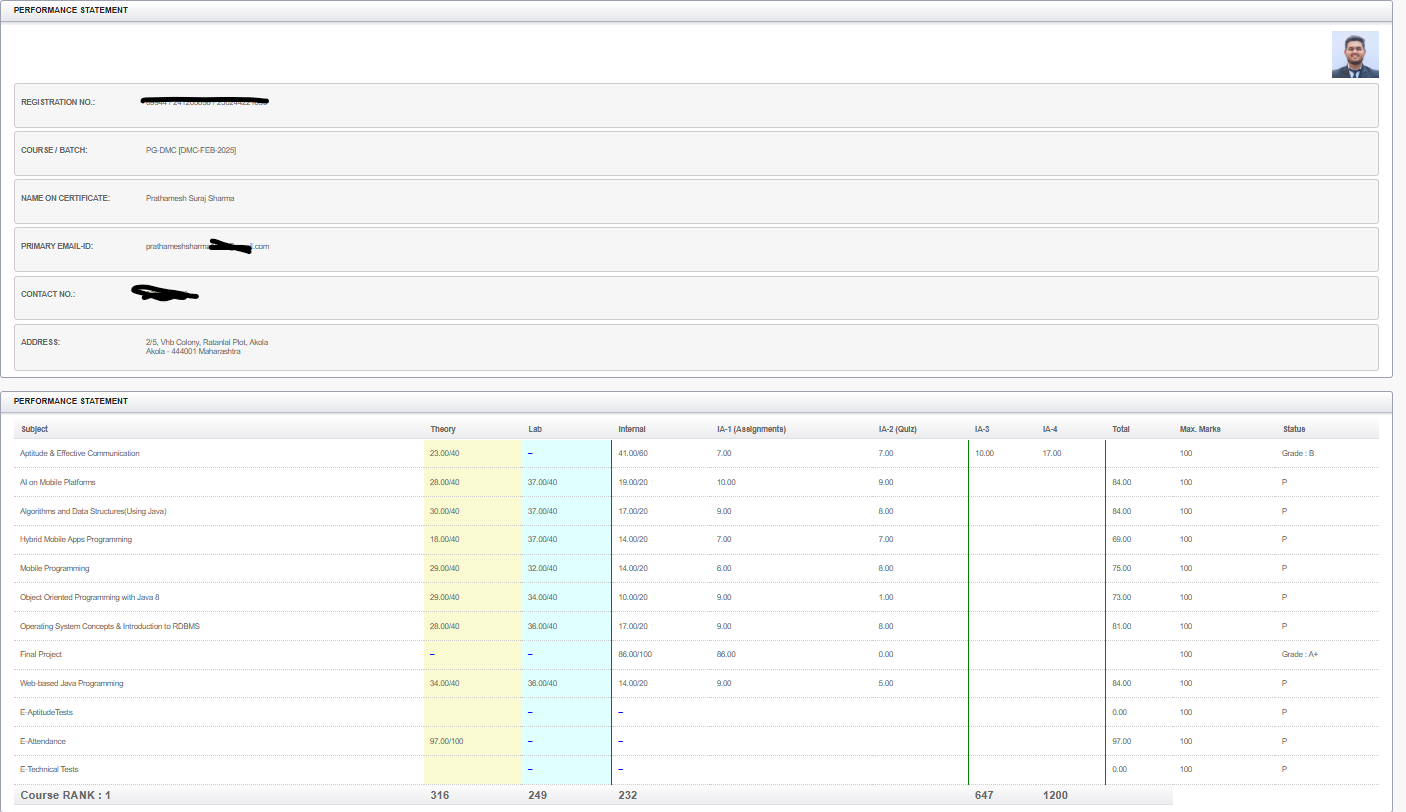 PERFORMANCE STATEMENT
REGISTRATION NO.:
COURSE / BATCH: PG-DMC [DMC-FEB-2025]
NAME ON CERTIFICATE: Prathamesh Suraj Sharma
PRIMARY EMAIL-ID: prathameshsharma .com
CONTACT NO.:
ADDRESS: 2/5, Vhb Colony, Ratanlal Plot, Akola
Akola - 444001 Maharashtra
PERFORMANCE STATEMENT
Subject Theory Lab Internal IA-1 (Assignments) IA-2 (Quiz) IA-3 IA-4 Total Max. Marks Status
Aptitude & Effective Communication 23.00/40 – 41.00/60 7.00 7.00 10.00 17.00 100 Grade : B
AI on Mobile Platforms 28.00/40 37.00/40 19.00/20 10.00 9.00 84.00 100 P
Algorithms and Data Structures(Using Java) 30.00/40 37.00/40 17.00/20 9.00 8.00 84.00 100 P
Hybrid Mobile Apps Programming 18.00/40 37.00/40 14.00/20 7.00 7.00 69.00 100 P
Mobile Programming 29.00/40 32.00/40 14.00/20 6.00 8.00 75.00 100 P
Object Oriented Programming with Java 8 29.00/40 34.00/40 10.00/20 9.00 1.00 73.00 100 P
Operating System Concepts & Introduction to RDBMS 28.00/40 36.00/40 17.00/20 9.00 8.00 81.00 100 P
Final Project – – 86.00/100 86.00 0.00 100 Grade : A+
Web-based Java Programming 34.00/40 36.00/40 14.00/20 9.00 5.00 84.00 100 P
E-AptitudeTests – – 0.00 100 P
E-Attendance 97.00/100 – – 97.00 100 P
E-Technical Tests – – 0.00 100 P
Course RANK : 1 316 249 232 647 1200